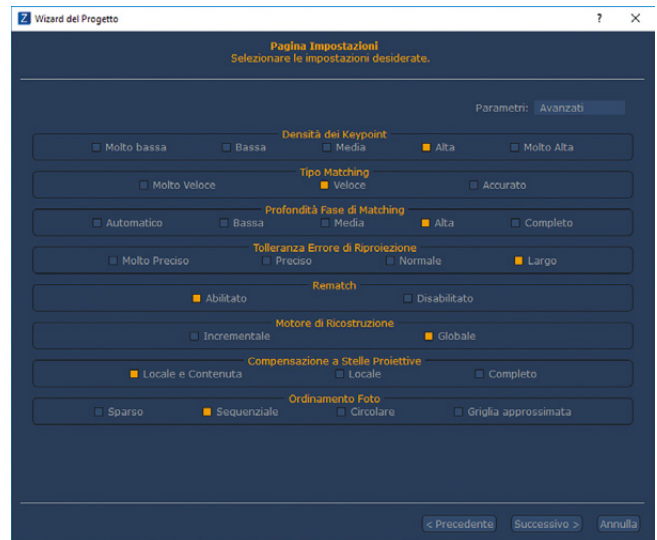 Z Wizard del Progetto ? ×
Pagina Impostazioni
Selezionare le impostazioni desiderate.
Parametri: Avanzati
Densità dei Keypoint
Molto bassa Bassa Media Alta Molto Alta
Tipo Matching
Molto Veloce Veloce Accurato
Profondità Fase di Matching
Automatico Bassa Media Alta Completo
Tolleranza Errore di Riproiezione
Molto Preciso Preciso Normale Largo
Rematch
Abilitato Disabilitato
Motore di Ricostruzione
Incrementale Globale
Compensazione a Stelle Proiettive
Locale e Contenuta Locale Completo
Ordinamento Foto
Sparso Sequenziale Circolare Griglia approssimata
< Precedente Successivo > Annulla